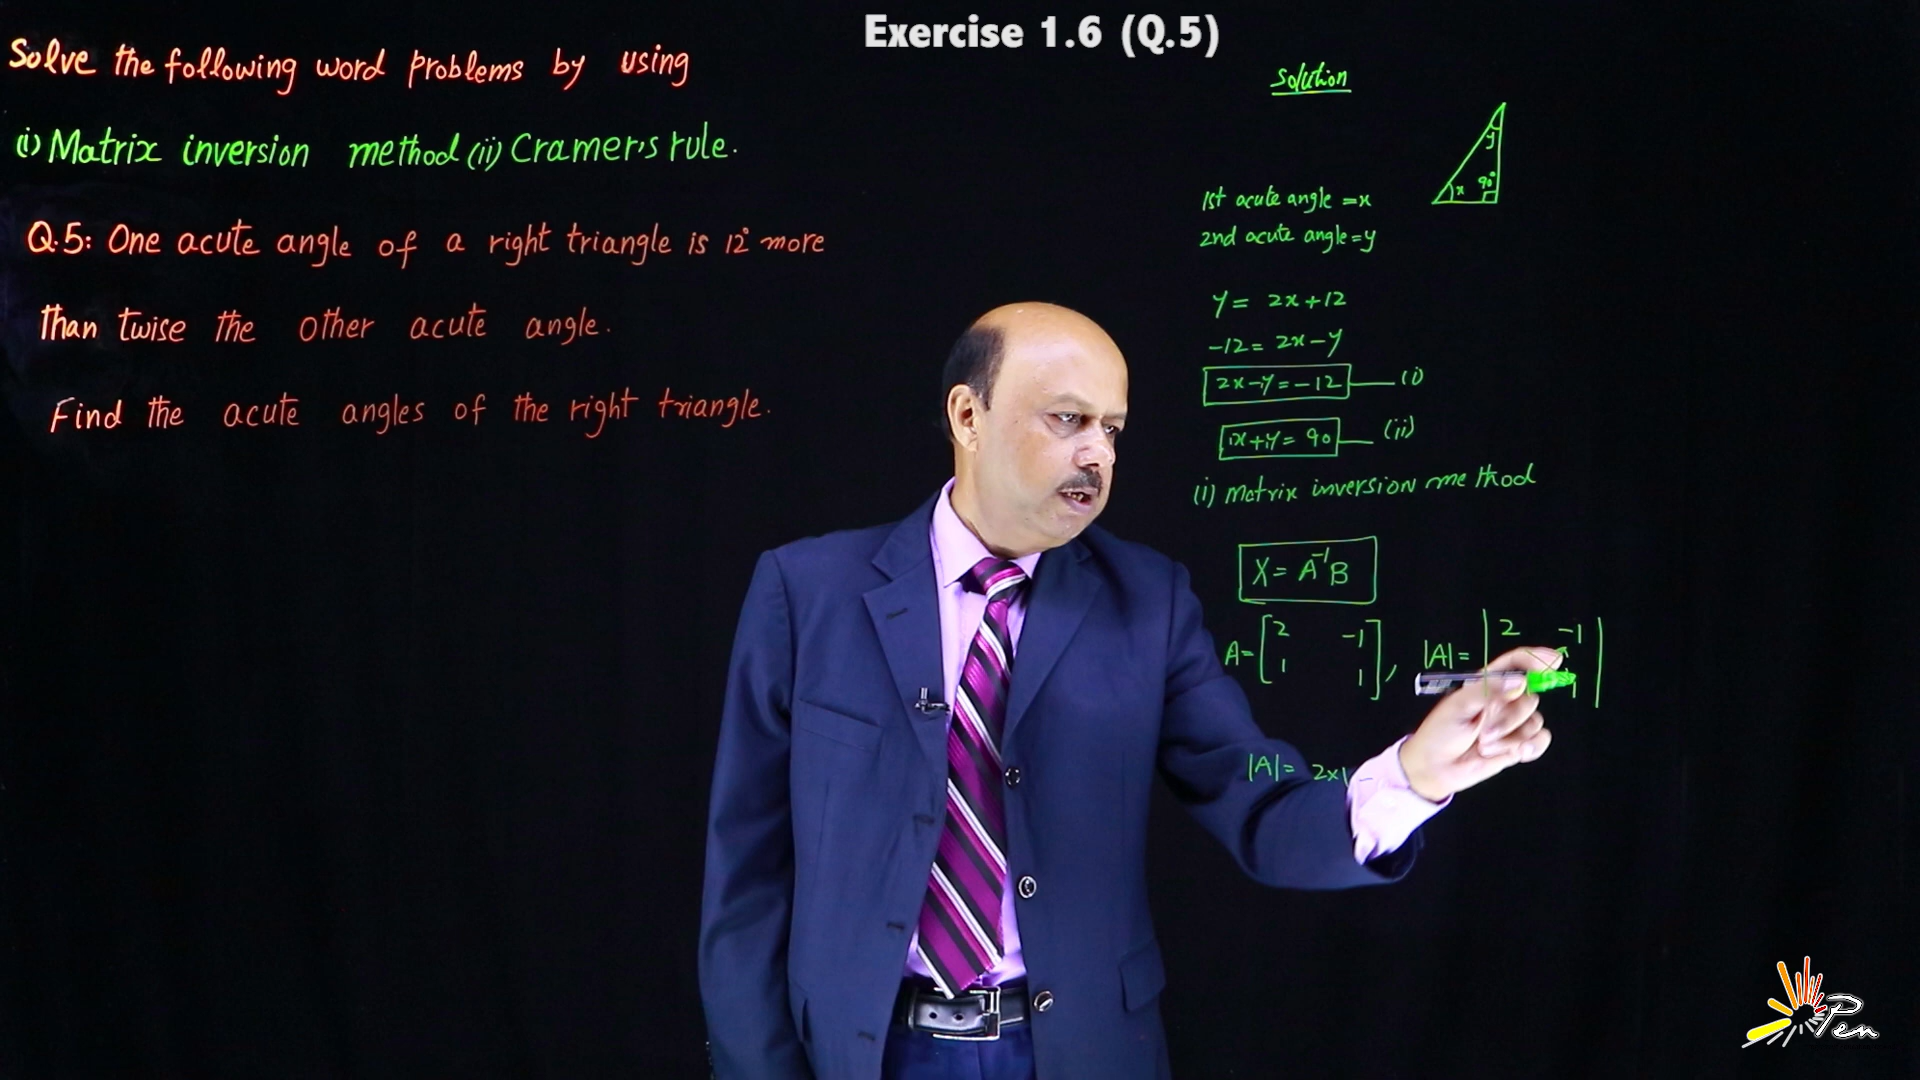 Exercise 1.6 (Q.5)
Solve the following word problems by using
(i) Matrix inversion method (ii) Cramer's rule.
Q.5: One acute angle of a right triangle is 12° more
than twise the other acute angle.
Find the acute angles of the right triangle.
Solution
y
x 90°
1st acute angle = x
2nd acute angle = y
y = 2x+12
-12 = 2x-y
2x-y = -12 (i)
1x+y = 90 (ii)
(i) matrix inversion method
X = A⁻¹B
A = [2 -1
1 1], |A| = |2 -1
1|
|A| = 2x1 -
Pen